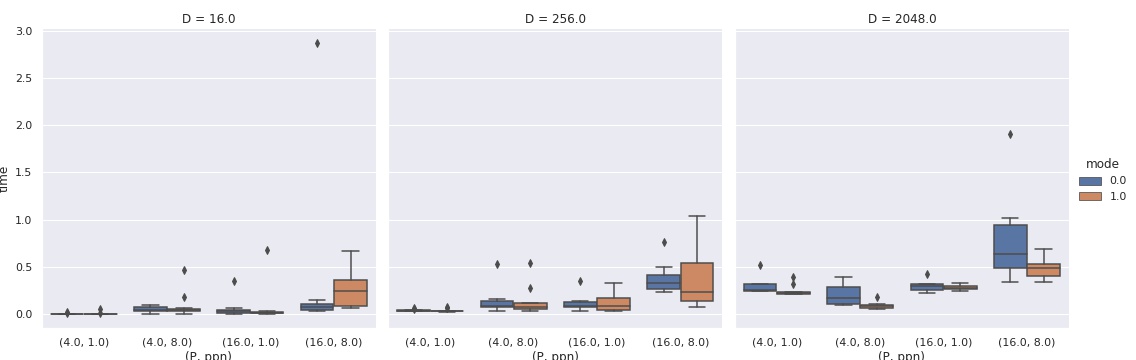 D = 16.0
D = 256.0
D = 2048.0
3.0
2.5
2.0
1.5
1.0
0.5
0.0
time
(4.0, 1.0) (4.0, 8.0) (16.0, 1.0) (16.0, 8.0)
(P, ppn)
(4.0, 1.0) (4.0, 8.0) (16.0, 1.0) (16.0, 8.0)
(P, ppn)
(4.0, 1.0) (4.0, 8.0) (16.0, 1.0) (16.0, 8.0)
(P, ppn)
mode
0.0
1.0